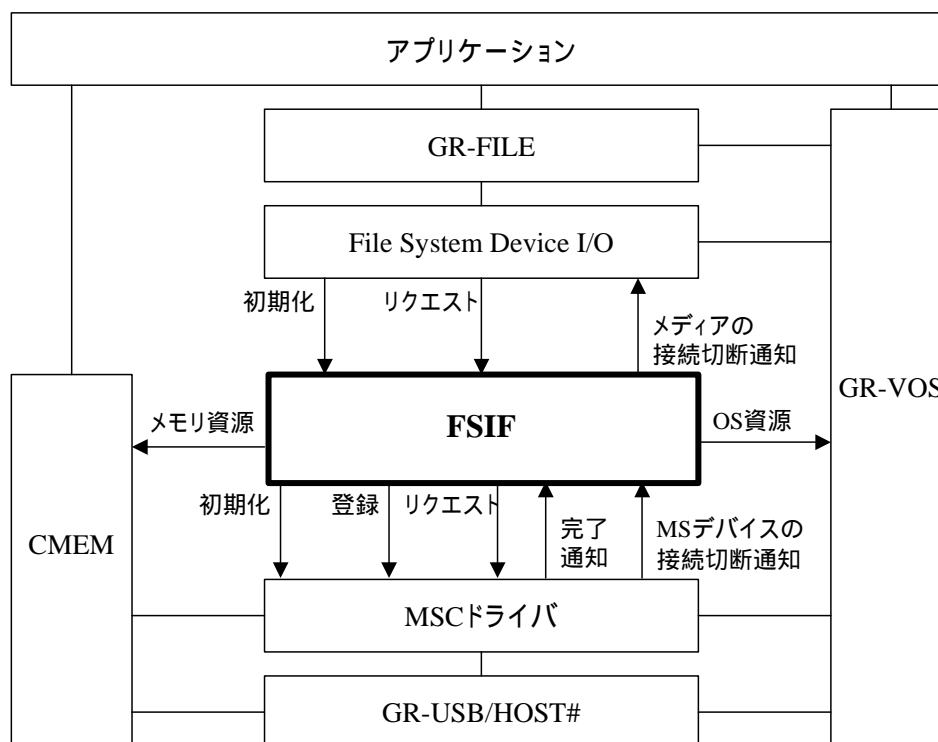 アプリケーション
GR-FILE
File System Device I/O
初期化
リクエスト
メディアの
接続切断通知
GR-VOS
メモリ資源
FSIF
OS資源
初期化
登録
リクエスト
完了
通知
MSデバイスの
接続切断通知
CMEM
MSCドライバ
GR-USB/HOST#